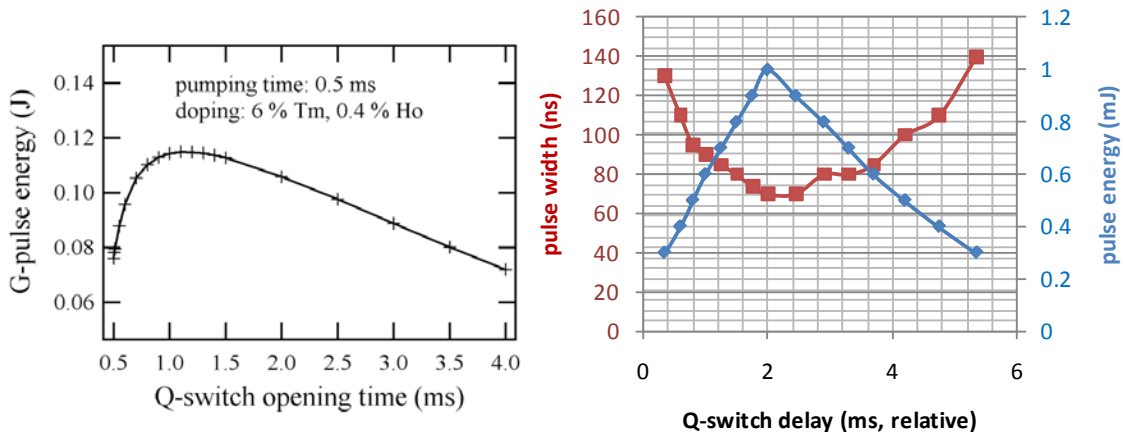 G-pulse energy (J)
0.14
0.12
0.10
0.08
0.06
pumping time: 0.5 ms
doping: 6 % Tm, 0.4 % Ho
0.5 1.0 1.5 2.0 2.5 3.0 3.5 4.0
Q-switch opening time (ms)
pulse width (ns)
160
140
120
100
80
60
40
20
0
1.2
1
0.8
0.6
0.4
0.2
0
pulse energy (mJ)
0 2 4 6
Q-switch delay (ms, relative)